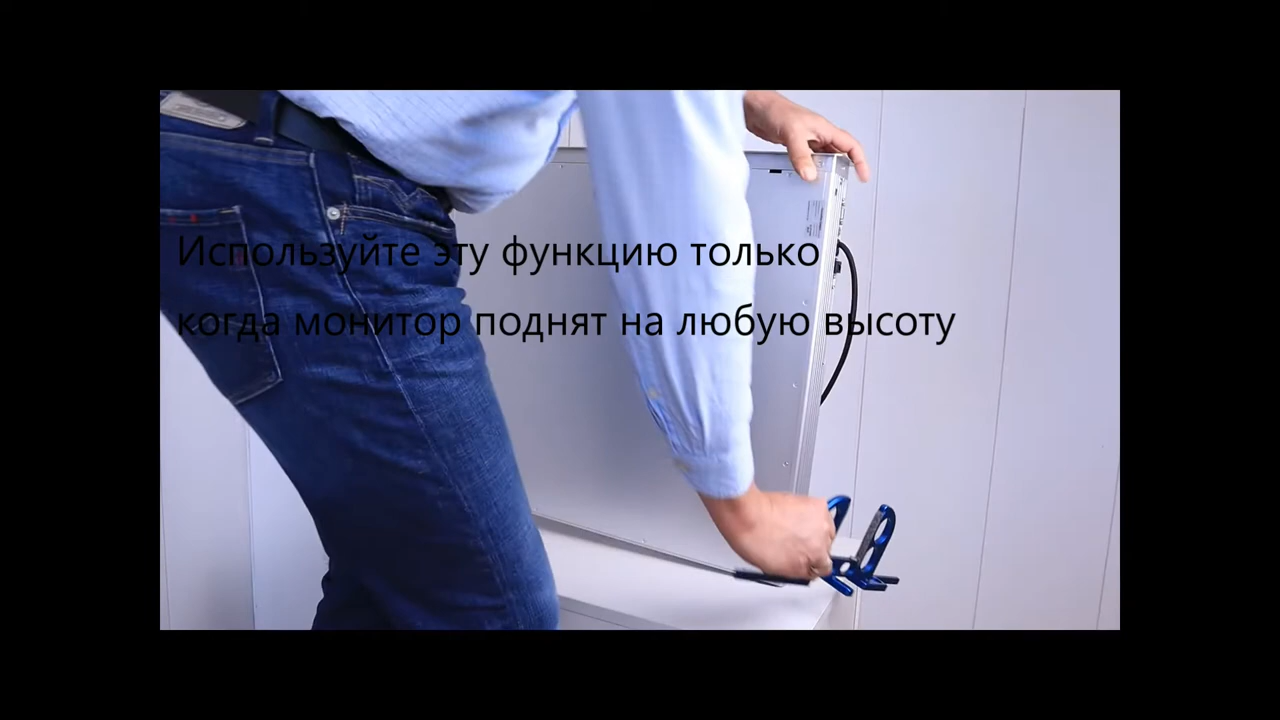 Используйте эту функцию только
когда монитор поднят на любую высоту